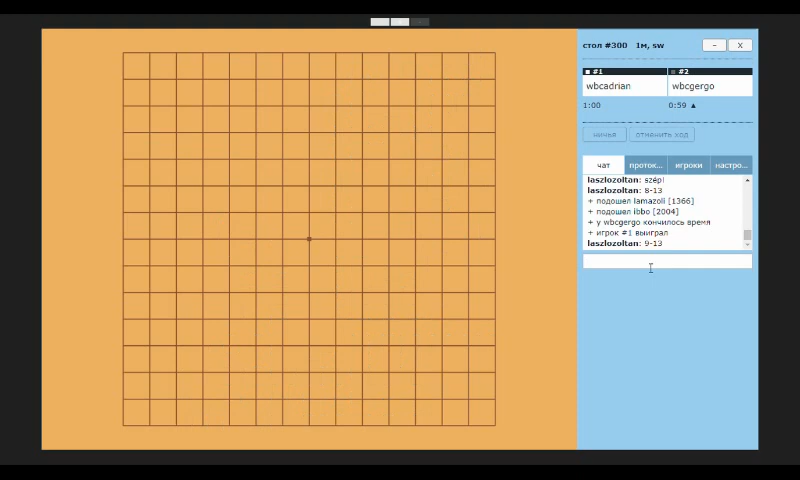 стол #300 1м, sw
–
X
#1
#2
wbcadrian
wbcgergo
1:00
0:59 ▲
ничья
отменить ход
чат
проток...
игроки
настро...
laszlozoltan: szép!
laszlozoltan: 8-13
+ подошел lamazoli [1366]
+ подошел ibbo [2004]
+ у wbcgergo кончилось время
+ игрок #1 выиграл
laszlozoltan: 9-13